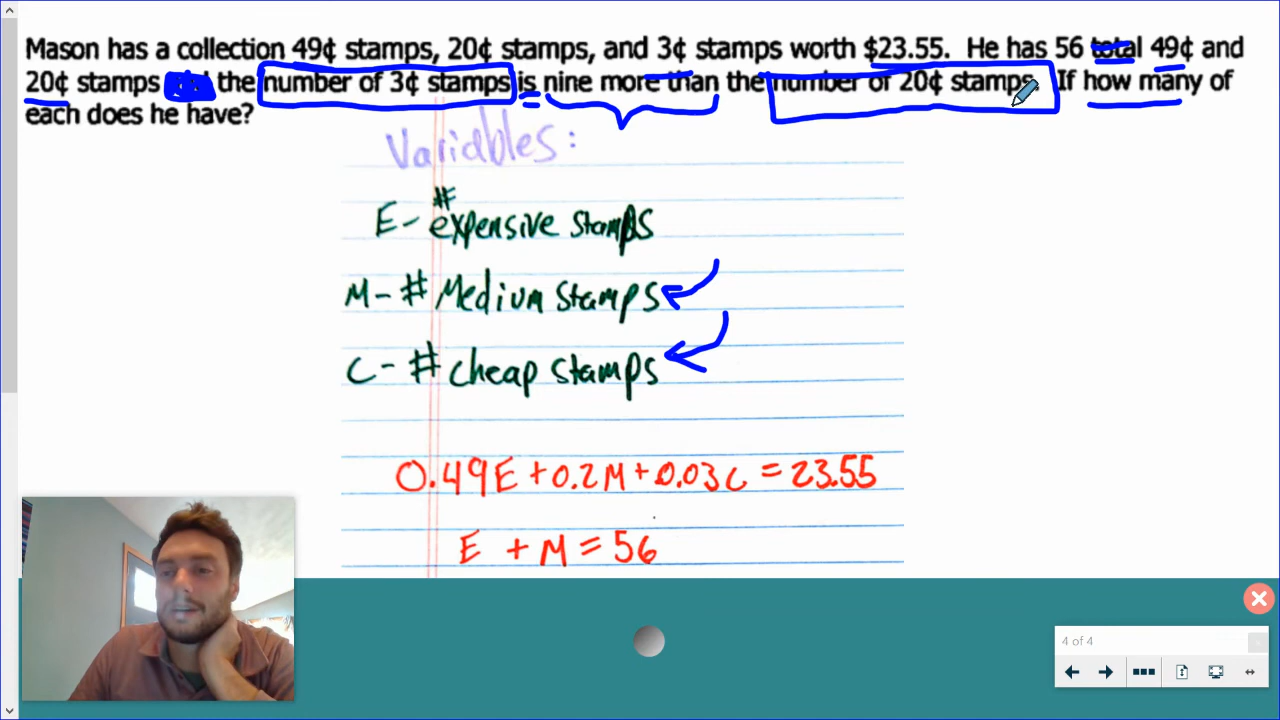 Mason has a collection 49¢ stamps, 20¢ stamps, and 3¢ stamps worth $23.55. He has 56 total 49¢ and
20¢ stamps the number of 3¢ stamps is nine more than the number of 20¢ stamps. If how many of
each does he have?
Variables:
E - # expensive stamps
M - # Medium stamps
C - # cheap stamps
0.49E + 0.2M + 0.03C = 23.55
E + M = 56
4 of 4